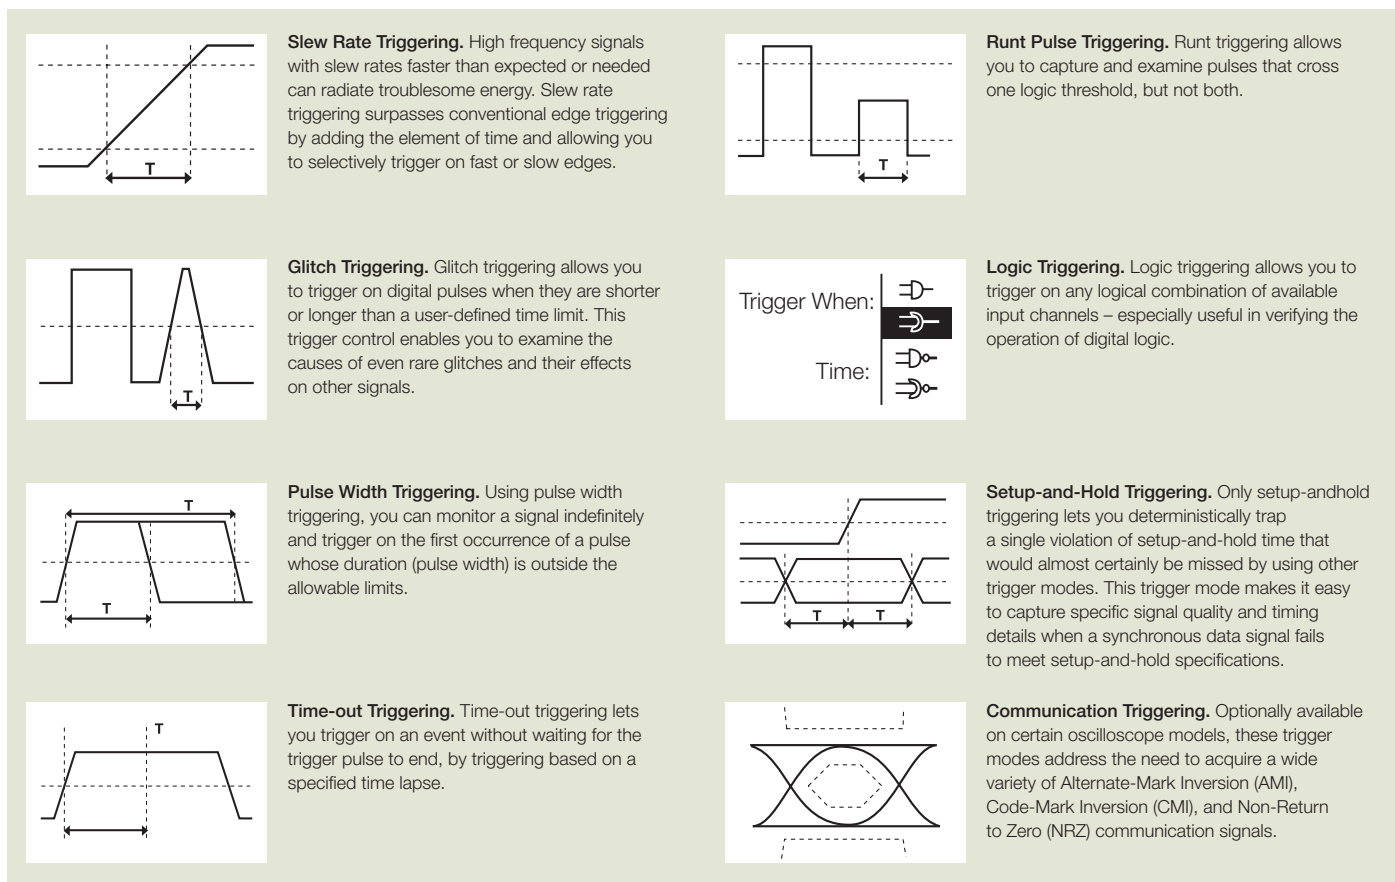 T
Slew Rate Triggering. High frequency signals
with slew rates faster than expected or needed
can radiate troublesome energy. Slew rate
triggering surpasses conventional edge triggering
by adding the element of time and allowing you
to selectively trigger on fast or slow edges.
T
Runt Pulse Triggering. Runt triggering allows
you to capture and examine pulses that cross
one logic threshold, but not both.
T
Glitch Triggering. Glitch triggering allows you
to trigger on digital pulses when they are shorter
or longer than a user-defined time limit. This
trigger control enables you to examine the
causes of even rare glitches and their effects
on other signals.
Trigger When:
Time:
Logic Triggering. Logic triggering allows you to
trigger on any logical combination of available
input channels – especially useful in verifying the
operation of digital logic.
T
T
Pulse Width Triggering. Using pulse width
triggering, you can monitor a signal indefinitely
and trigger on the first occurrence of a pulse
whose duration (pulse width) is outside the
allowable limits.
T T
Setup-and-Hold Triggering. Only setup-andhold
triggering lets you deterministically trap
a single violation of setup-and-hold time that
would almost certainly be missed by using other
trigger modes. This trigger mode makes it easy
to capture specific signal quality and timing
details when a synchronous data signal fails
to meet setup-and-hold specifications.
T
Time-out Triggering. Time-out triggering lets
you trigger on an event without waiting for the
trigger pulse to end, by triggering based on a
specified time lapse.
Communication Triggering. Optionally available
on certain oscilloscope models, these trigger
modes address the need to acquire a wide
variety of Alternate-Mark Inversion (AMI),
Code-Mark Inversion (CMI), and Non-Return
to Zero (NRZ) communication signals.